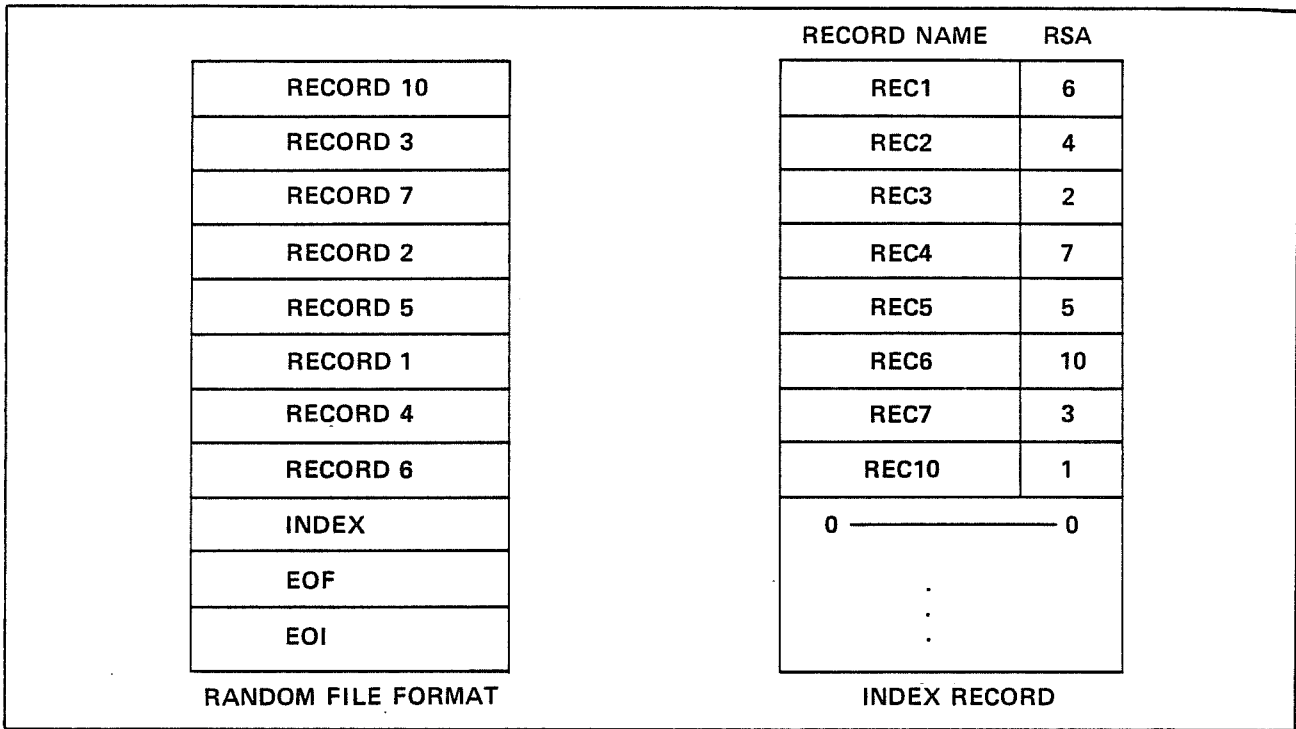 RECORD 10
RECORD 3
RECORD 7
RECORD 2
RECORD 5
RECORD 1
RECORD 4
RECORD 6
INDEX
EOF
EOI
RANDOM FILE FORMAT
RECORD NAME RSA
REC1 6
REC2 4
REC3 2
REC4 7
REC5 5
REC6 10
REC7 3
REC10 1
0 0
.
.
.
INDEX RECORD